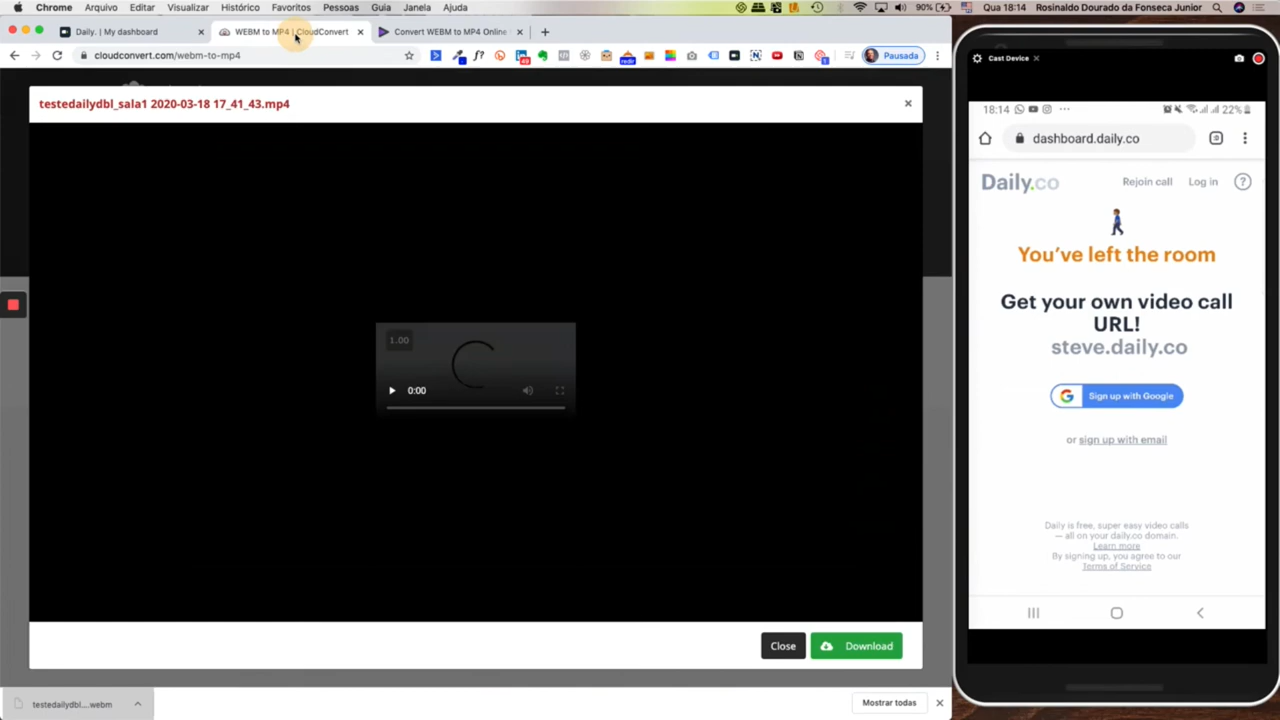 Chrome Arquivo Editar Visualizar Histórico Favoritos Pessoas Guia Janela Ajuda 90% Qua 18:14 Rosinaldo Dourado da Fonseca Junior
Daily. | My dashboard
WEBM to MP4 | CloudConvert
Convert WEBM to MP4 Online
cloudconvert.com/webm-to-mp4
Pausada
testedailydbl_sala1 2020-03-18 17_41_43.mp4
1.00
0:00
Close
Download
testedailydbl....webm
Mostrar todas
Cast Device
18:14
22%
dashboard.daily.co
Daily.co Rejoin call Log in ?
You've left the room
Get your own video call
URL!
steve.daily.co
Sign up with Google
or sign up with email
Daily is free, super easy video calls
— all on your daily.co domain.
Learn more
By signing up, you agree to our
Terms of Service